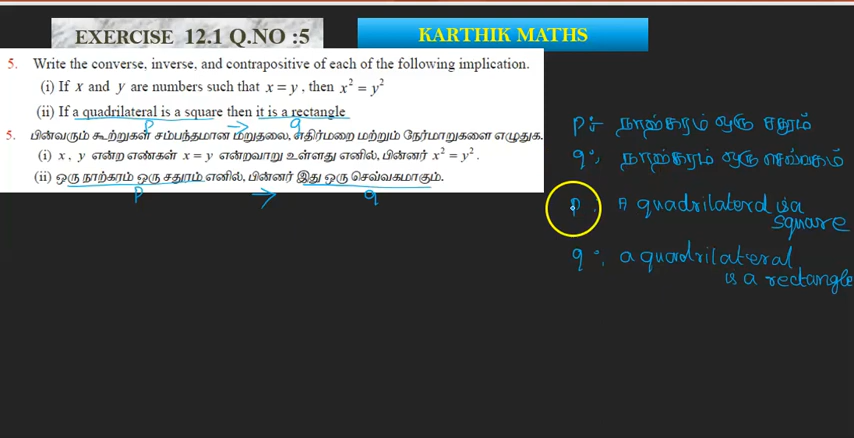 EXERCISE 12.1 Q.NO :5
KARTHIK MATHS
5. Write the converse, inverse, and contrapositive of each of the following implication.
(i) If x and y are numbers such that x = y, then x² = y²
(ii) If a quadrilateral is a square then it is a rectangle
p → q
5. பின்வரும் கூற்றுகள் சம்பந்தமான மறுதலை, எதிர்மறை மற்றும் நேர்மாறுகளை எழுதுக.
(i) x, y என்ற எண்கள் x = y என்றவாறு உள்ளது எனில், பின்னர் x² = y².
(ii) ஒரு நாற்கரம் ஒரு சதுரம் எனில், பின்னர் இது ஒரு செவ்வகமாகும்.
p → q
p :- நாற்கரம் ஒரு சதுரம்
q :- நாற்கரம் ஒரு செவ்வகம்
p : A quadrilateral is a
square
q :- a quadrilateral
is a rectangle